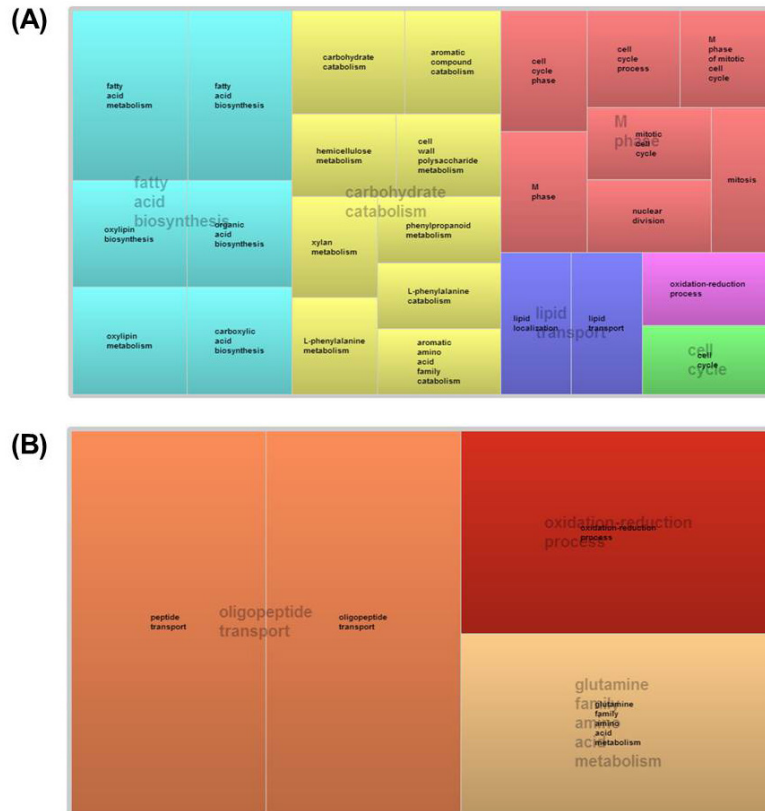 (A)
fatty
acid
metabolism
fatty
acid
biosynthesis
oxylipin
biosynthesis
organic
acid
biosynthesis
oxylipin
metabolism
carboxylic
acid
biosynthesis
fatty
acid
biosynthesis
carbohydrate
catabolism
aromatic
compound
catabolism
hemicellulose
metabolism
cell
wall
polysaccharide
metabolism
xylan
metabolism
phenylpropanoid
metabolism
L-phenylalanine
catabolism
L-phenylalanine
metabolism
aromatic
amino
acid
family
catabolism
carbohydrate
catabolism
cell
cycle
phase
cell
cycle
process
M
phase
of mitotic
cell
cycle
M
phase
mitotic
cell
cycle
mitosis
nuclear
division
M
phase
lipid
localization
lipid
transport
lipid
transport
oxidation-reduction
process
cell
cycle
cell
cycle
(B)
peptide
transport
oligopeptide
transport
oligopeptide
transport
oxidation-reduction
process
oxidation-reduction
process
glutamine
family
amino
acid
metabolism
glutamine
family
amino
acid
metabolism